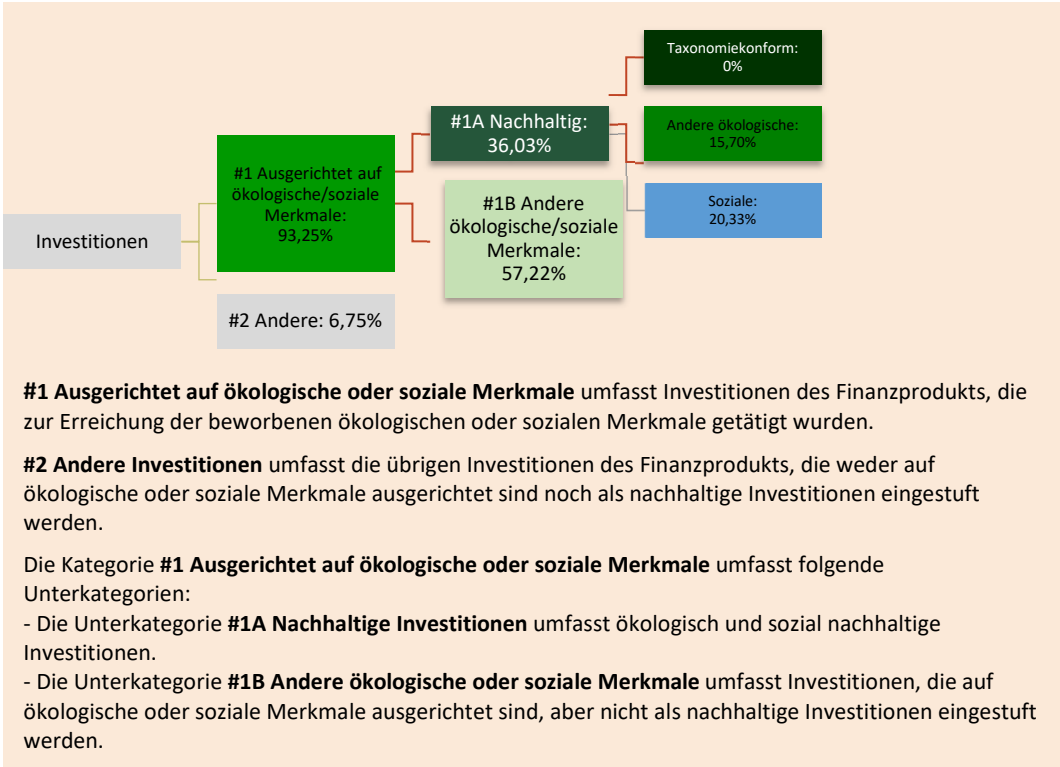 Taxonomiekonform:
0%
#1A Nachhaltig:
36,03%
Andere ökologische:
15,70%
#1 Ausgerichtet auf
ökologische/soziale
Merkmale:
93,25%
#1B Andere
ökologische/soziale
Merkmale:
57,22%
Soziale:
20,33%
Investitionen
#2 Andere: 6,75%
#1 Ausgerichtet auf ökologische oder soziale Merkmale umfasst Investitionen des Finanzprodukts, die
zur Erreichung der beworbenen ökologischen oder sozialen Merkmale getätigt wurden.
#2 Andere Investitionen umfasst die übrigen Investitionen des Finanzprodukts, die weder auf
ökologische oder soziale Merkmale ausgerichtet sind noch als nachhaltige Investitionen eingestuft
werden.
Die Kategorie #1 Ausgerichtet auf ökologische oder soziale Merkmale umfasst folgende
Unterkategorien:
- Die Unterkategorie #1A Nachhaltige Investitionen umfasst ökologisch und sozial nachhaltige
Investitionen.
- Die Unterkategorie #1B Andere ökologische oder soziale Merkmale umfasst Investitionen, die auf
ökologische oder soziale Merkmale ausgerichtet sind, aber nicht als nachhaltige Investitionen eingestuft
werden.